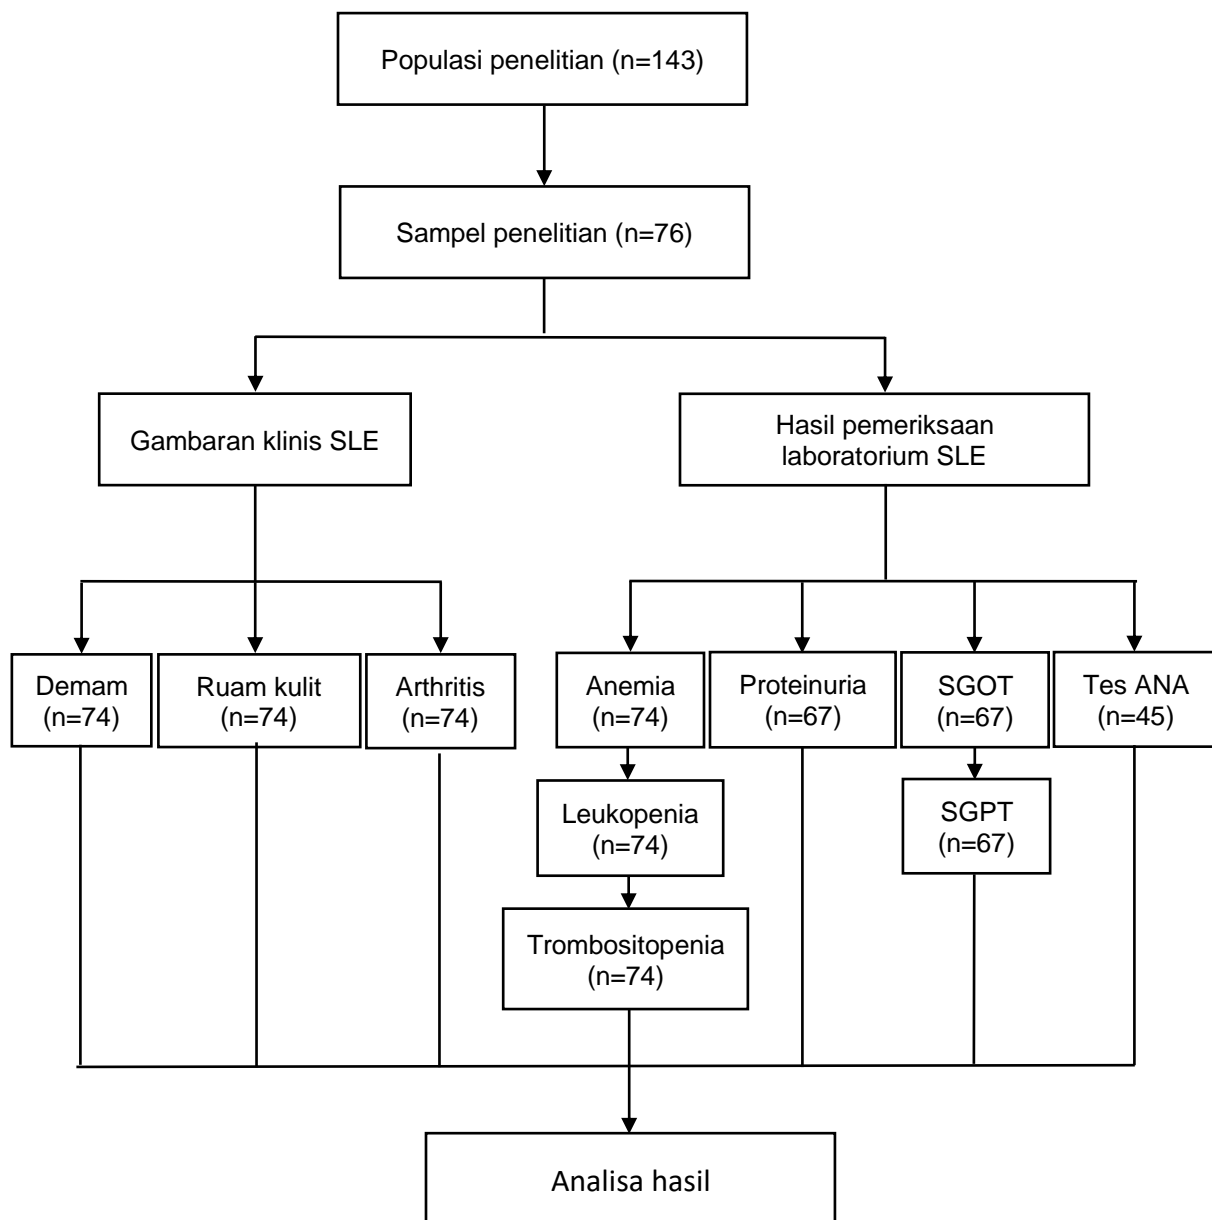 Populasi penelitian (n=143)
Sampel penelitian (n=76)
Gambaran klinis SLE
Hasil pemeriksaan
laboratorium SLE
Demam
(n=74)
Ruam kulit
(n=74)
Arthritis
(n=74)
Anemia
(n=74)
Proteinuria
(n=67)
SGOT
(n=67)
Tes ANA
(n=45)
Leukopenia
(n=74)
SGPT
(n=67)
Trombositopenia
(n=74)
Analisa hasil